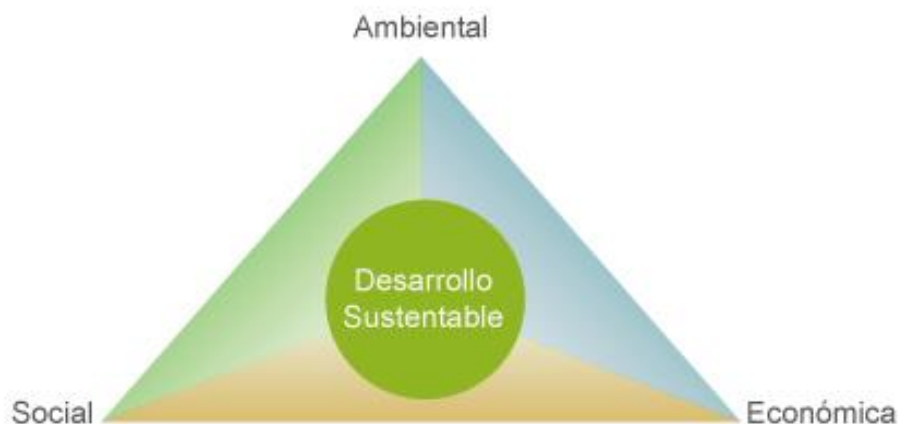 Ambiental
Desarrollo
Sustentable
Social
Económica